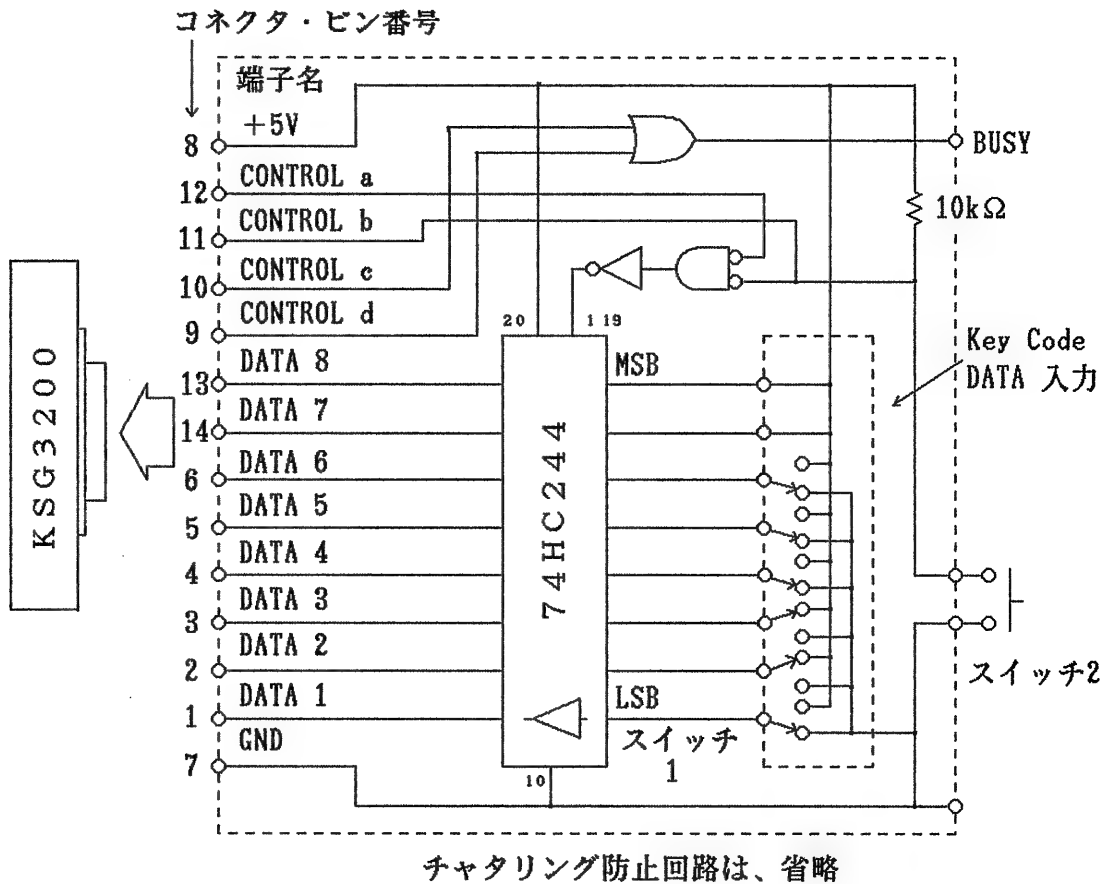 コネクタ・ピン番号
端子名
8 +5V
BUSY
12 CONTROL a
10kΩ
11 CONTROL b
10 CONTROL c
9 CONTROL d
20
1 19
KSG3200
74HC244
Key Code
DATA 入力
13 DATA 8
MSB
14 DATA 7
6 DATA 6
5 DATA 5
4 DATA 4
3 DATA 3
2 DATA 2
スイッチ2
1 DATA 1
LSB
スイッチ
1
7 GND
10
チャタリング防止回路は、省略